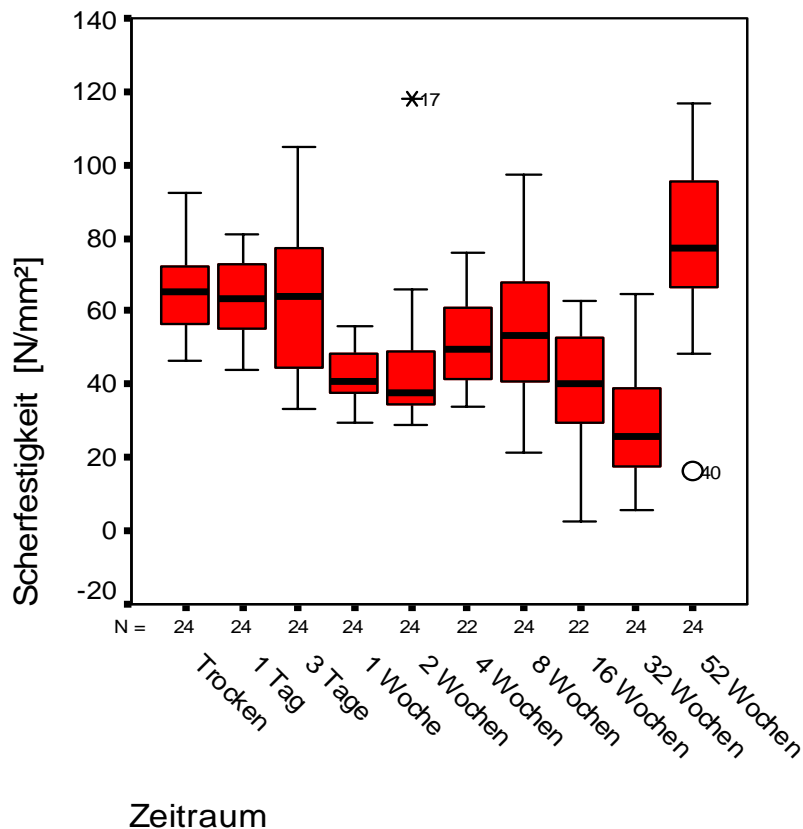 Scherfestigkeit [N/mm²]
140
120
100
80
60
40
20
0
-20
17
40
N = 24 24 24 24 24 22 24 22 24 24
Trocken
1 Tag
3 Tage
1 Woche
2 Wochen
4 Wochen
8 Wochen
16 Wochen
32 Wochen
52 Wochen
Zeitraum